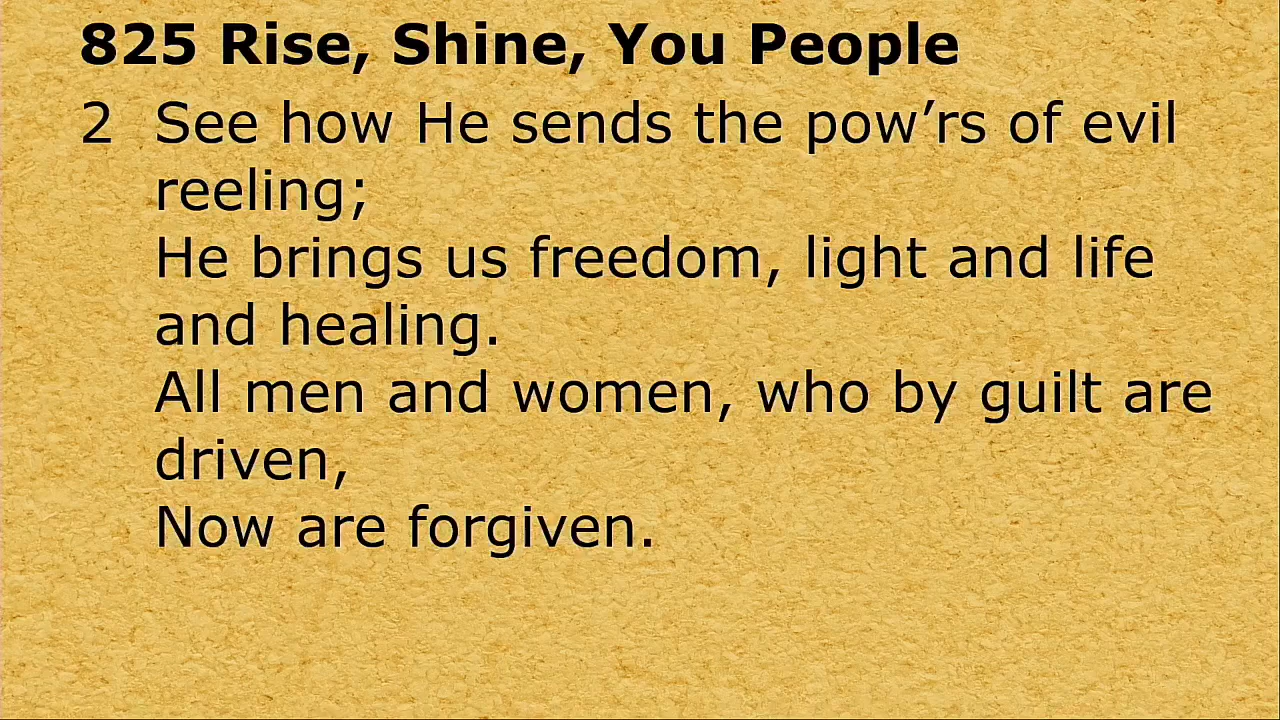 825 Rise, Shine, You People
2 See how He sends the pow’rs of evil
reeling;
He brings us freedom, light and life
and healing.
All men and women, who by guilt are
driven,
Now are forgiven.